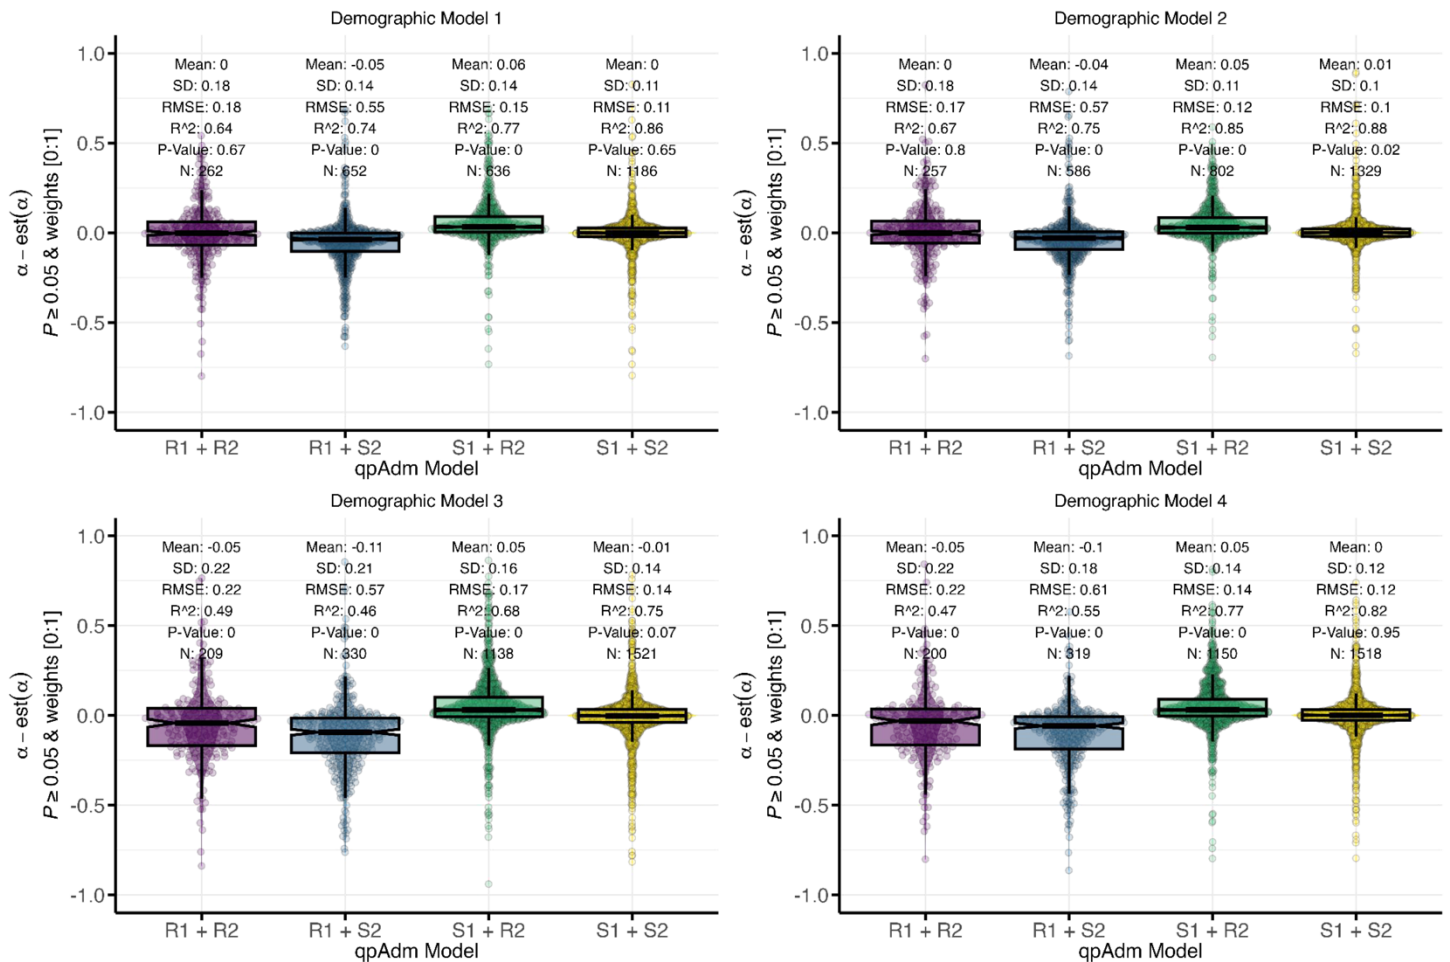 Demographic Model 1
α – est(α)
P ≥ 0.05 & weights [0:1]
1.0
0.5
0.0
-0.5
-1.0
Mean: 0
SD: 0.18
RMSE: 0.18
R^2: 0.64
P-Value: 0.67
N: 262
Mean: -0.05
SD: 0.14
RMSE: 0.55
R^2: 0.74
P-Value: 0
N: 652
Mean: 0.06
SD: 0.14
RMSE: 0.15
R^2: 0.77
P-Value: 0
N: 636
Mean: 0
SD: 0.11
RMSE: 0.11
R^2: 0.86
P-Value: 0.65
N: 1186
R1 + R2
R1 + S2
S1 + R2
S1 + S2
qpAdm Model
Demographic Model 2
α – est(α)
P ≥ 0.05 & weights [0:1]
1.0
0.5
0.0
-0.5
-1.0
Mean: 0
SD: 0.18
RMSE: 0.17
R^2: 0.67
P-Value: 0.8
N: 257
Mean: -0.04
SD: 0.14
RMSE: 0.57
R^2: 0.75
P-Value: 0
N: 586
Mean: 0.05
SD: 0.11
RMSE: 0.12
R^2: 0.85
P-Value: 0
N: 802
Mean: 0.01
SD: 0.1
RMSE: 0.1
R^2: 0.88
P-Value: 0.02
N: 1329
R1 + R2
R1 + S2
S1 + R2
S1 + S2
qpAdm Model
Demographic Model 3
α – est(α)
P ≥ 0.05 & weights [0:1]
1.0
0.5
0.0
-0.5
-1.0
Mean: -0.05
SD: 0.22
RMSE: 0.22
R^2: 0.49
P-Value: 0
N: 209
Mean: -0.11
SD: 0.21
RMSE: 0.57
R^2: 0.46
P-Value: 0
N: 330
Mean: 0.05
SD: 0.16
RMSE: 0.17
R^2: 0.68
P-Value: 0
N: 1138
Mean: -0.01
SD: 0.14
RMSE: 0.14
R^2: 0.75
P-Value: 0.07
N: 1521
R1 + R2
R1 + S2
S1 + R2
S1 + S2
qpAdm Model
Demographic Model 4
α – est(α)
P ≥ 0.05 & weights [0:1]
1.0
0.5
0.0
-0.5
-1.0
Mean: -0.05
SD: 0.22
RMSE: 0.22
R^2: 0.47
P-Value: 0
N: 200
Mean: -0.1
SD: 0.18
RMSE: 0.61
R^2: 0.55
P-Value: 0
N: 319
Mean: 0.05
SD: 0.14
RMSE: 0.14
R^2: 0.77
P-Value: 0
N: 1150
Mean: 0
SD: 0.12
RMSE: 0.12
R^2: 0.82
P-Value: 0.95
N: 1518
R1 + R2
R1 + S2
S1 + R2
S1 + S2
qpAdm Model